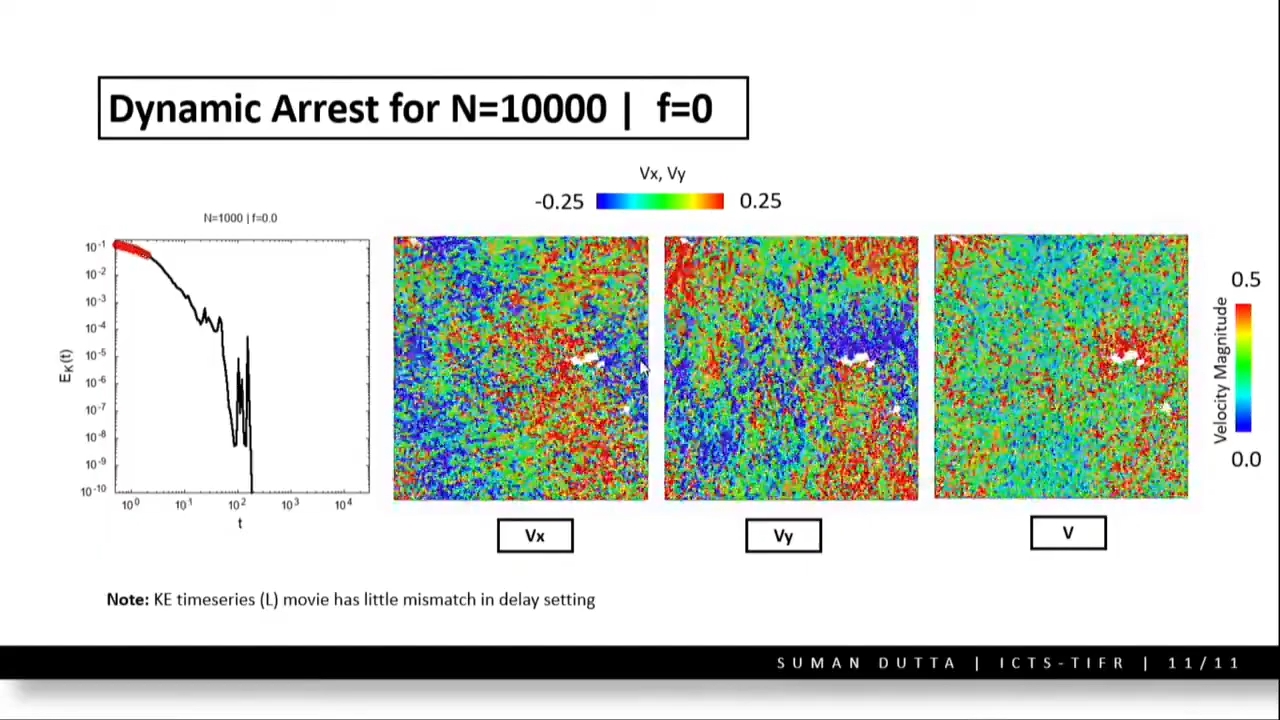 Dynamic Arrest for N=10000 | f=0
Vx, Vy
-0.25 0.25
N=1000 | f=0.0
10^-1
10^-2
10^-3
10^-4
10^-5
10^-6
10^-7
10^-8
10^-9
10^-10
E_K(t)
10^0 10^1 10^2 10^3 10^4
t
0.5
Velocity Magnitude
0.0
Vx
Vy
V
Note: KE timeseries (L) movie has little mismatch in delay setting
SUMAN DUTTA | ICTS-TIFR | 11/11